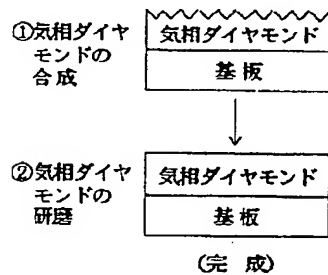 ①気相ダイヤ
モンドの
合成
気相ダイヤモンド
基板
②気相ダイヤ
モンドの
研磨
気相ダイヤモンド
基板
(完 成)